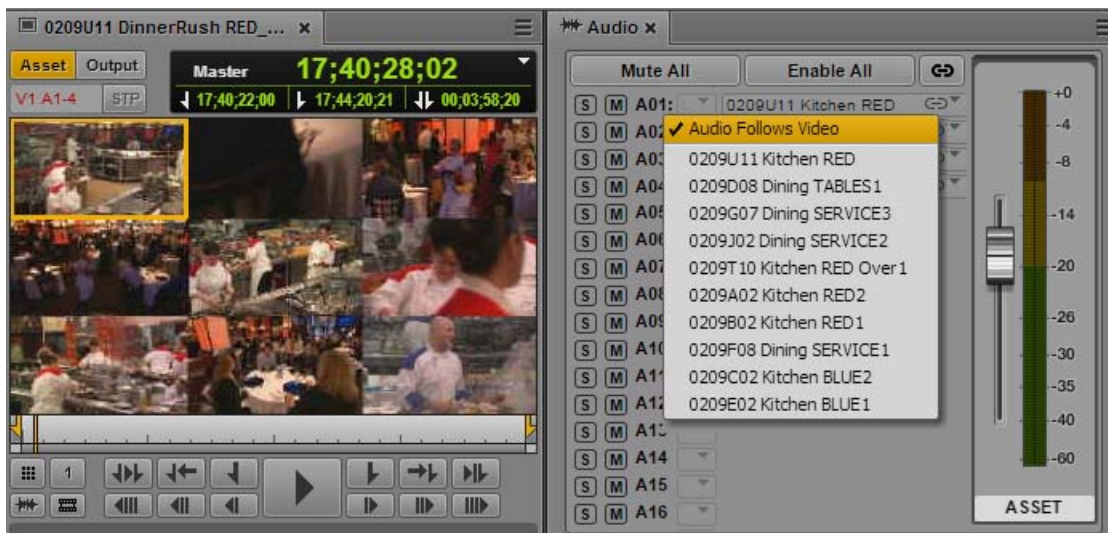 0209U11 DinnerRush RED_... x
Asset Output
Master 17;40;28;02
V1 A1-4 STP
17;40;22;00 17;44;20;21 00;03;58;20
1
Audio x
Mute All Enable All
S M A01: 0209U11 Kitchen RED
S M A02
S M A03
S M A04
S M A05
S M A06
S M A07
S M A08
S M A09
S M A10
S M A11
S M A12
S M A13
S M A14
S M A15
S M A16
Audio Follows Video
0209U11 Kitchen RED
0209D08 Dining TABLES1
0209G07 Dining SERVICE3
0209J02 Dining SERVICE2
0209T10 Kitchen RED Over1
0209A02 Kitchen RED2
0209B02 Kitchen RED1
0209F08 Dining SERVICE1
0209C02 Kitchen BLUE2
0209E02 Kitchen BLUE1
+0
-4
-8
-14
-20
-26
-30
-35
-40
-60
ASSET